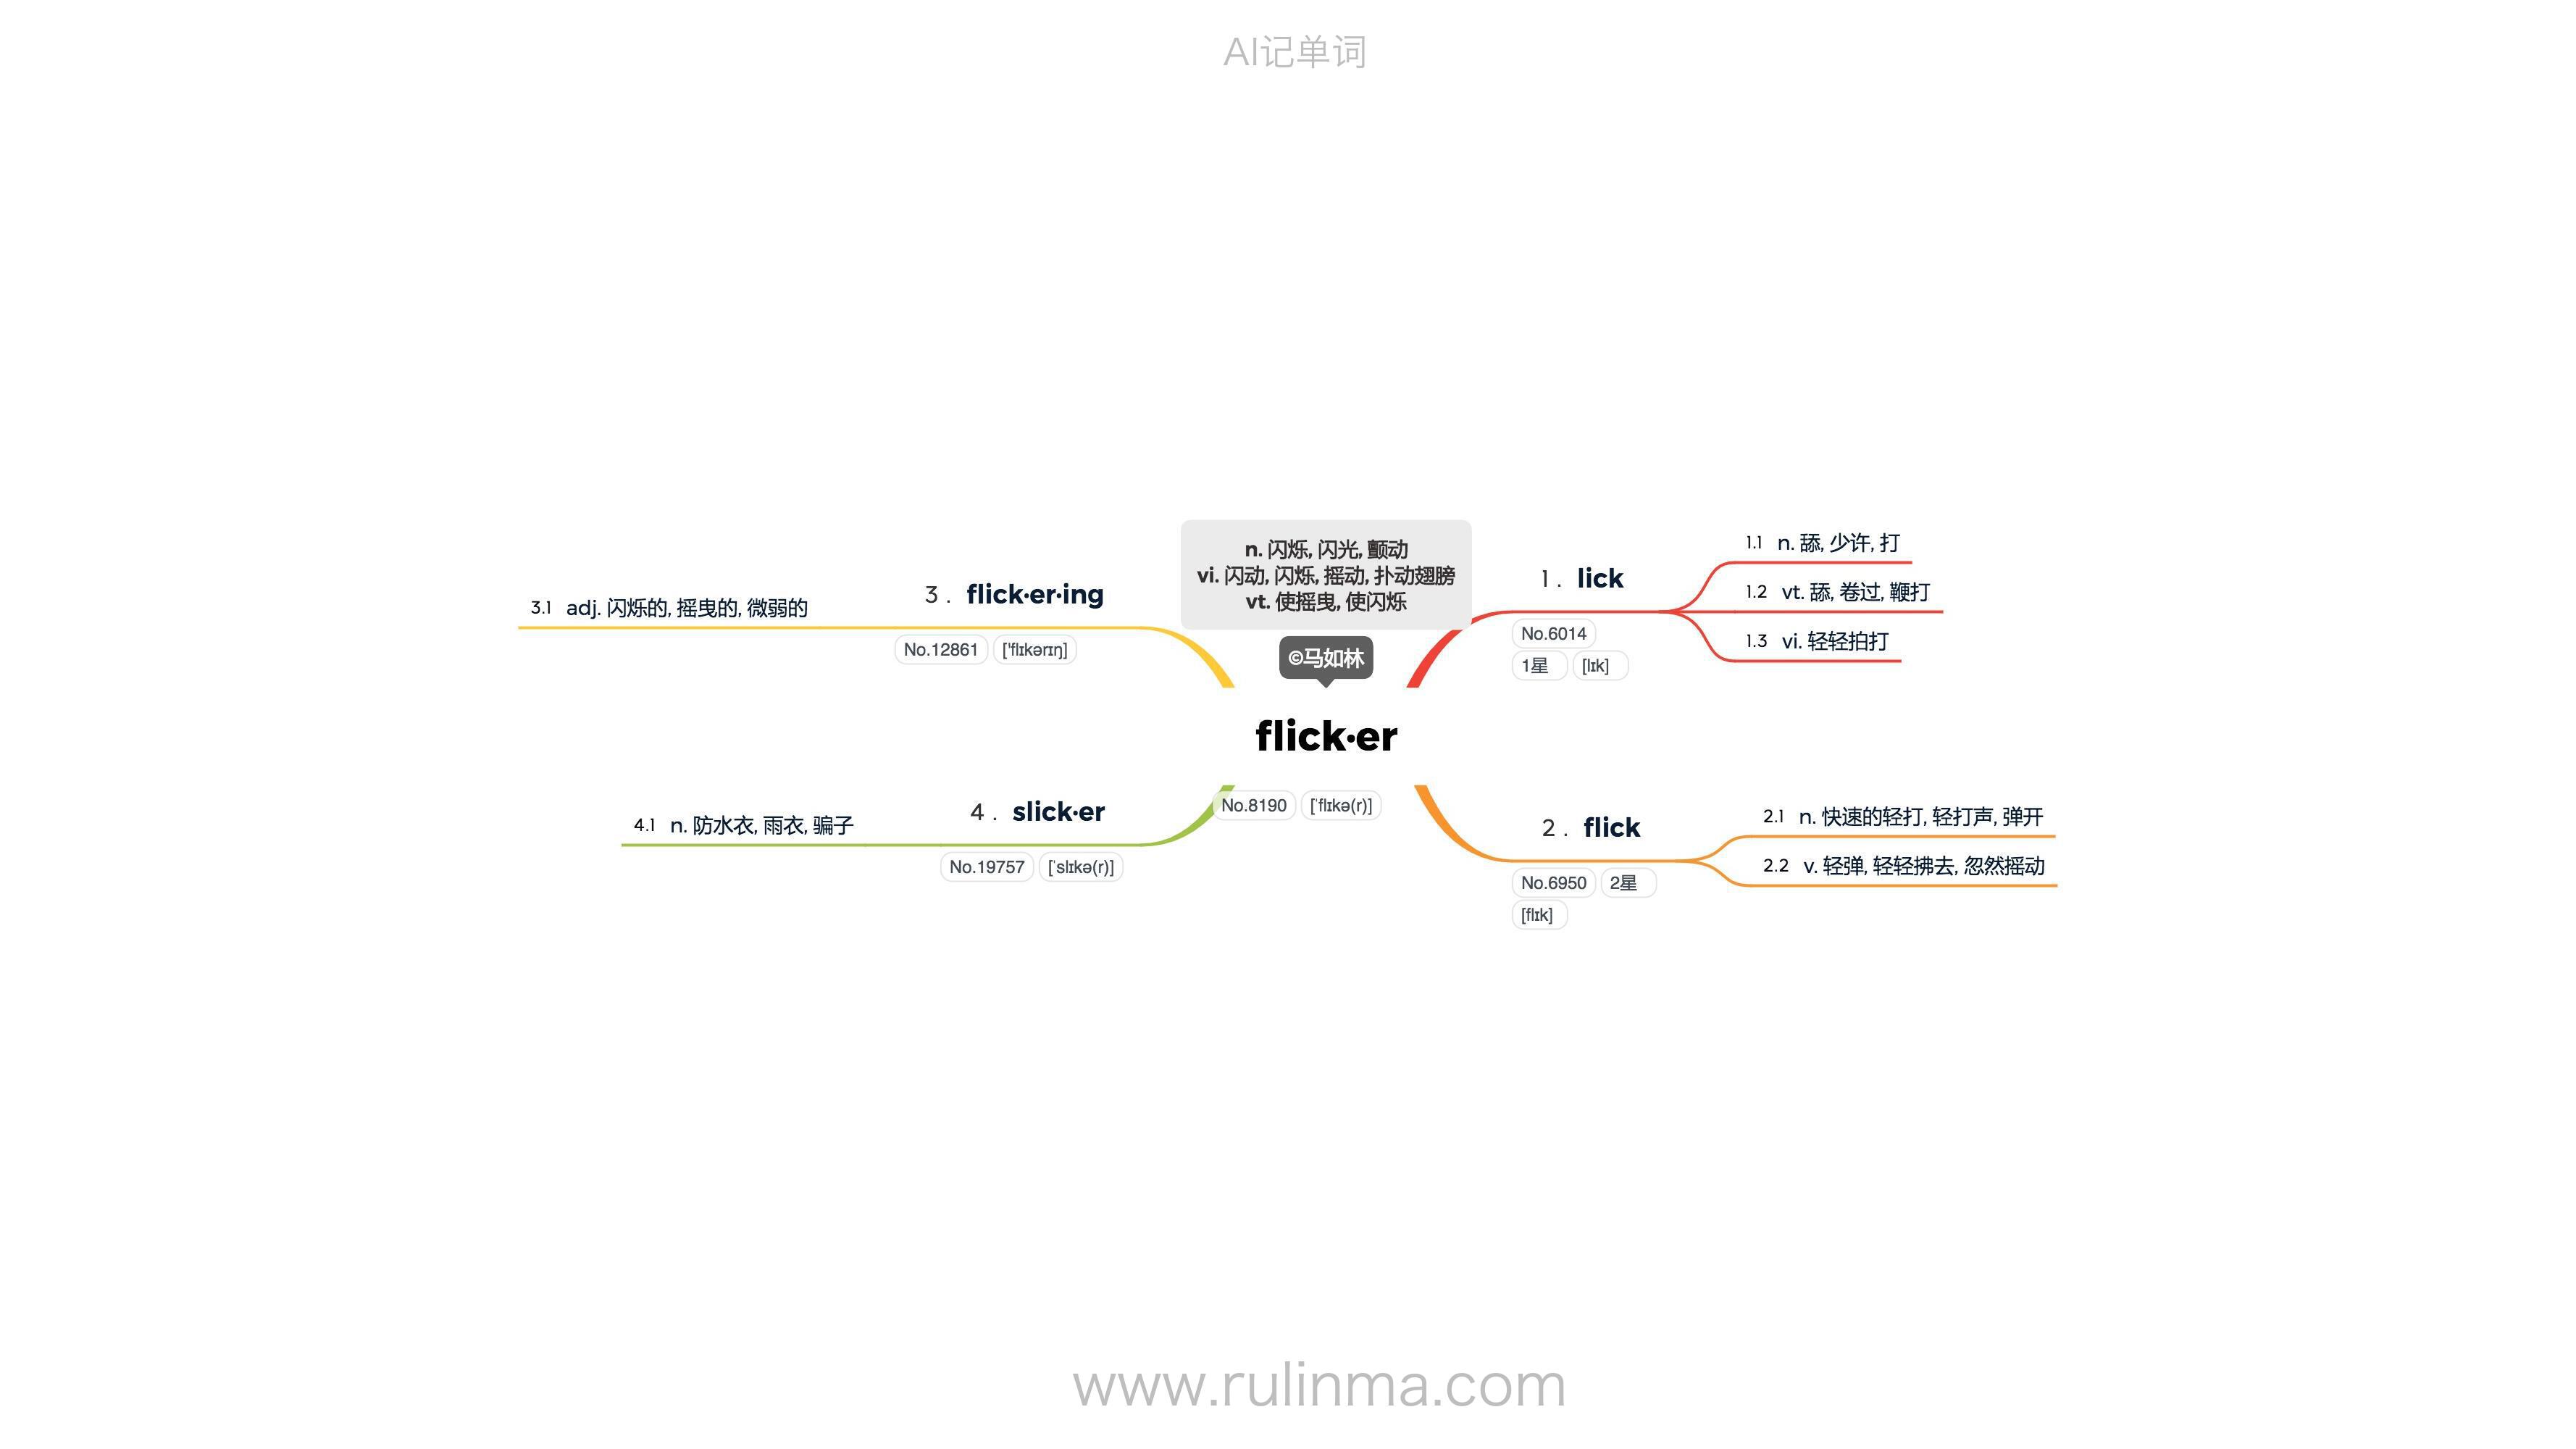 AI记单词
n. 闪烁, 闪光, 颤动
vi. 闪动, 闪烁, 摇动, 扑动翅膀
vt. 使摇曳, 使闪烁
©马如林
flick·er
No.8190 [ˈflɪkə(r)]
1. lick
No.6014
1星 [lɪk]
1.1 n. 舔, 少许, 打
1.2 vt. 舔, 卷过, 鞭打
1.3 vi. 轻轻拍打
2. flick
No.6950 2星
[flɪk]
2.1 n. 快速的轻打, 轻打声, 弹开
2.2 v. 轻弹, 轻轻拂去, 忽然摇动
3. flick·er·ing
No.12861 ['flɪkərɪŋ]
3.1 adj. 闪烁的, 摇曳的, 微弱的
4. slick·er
No.19757 [ˈslɪkə(r)]
4.1 n. 防水衣, 雨衣, 骗子
www.rulinma.com